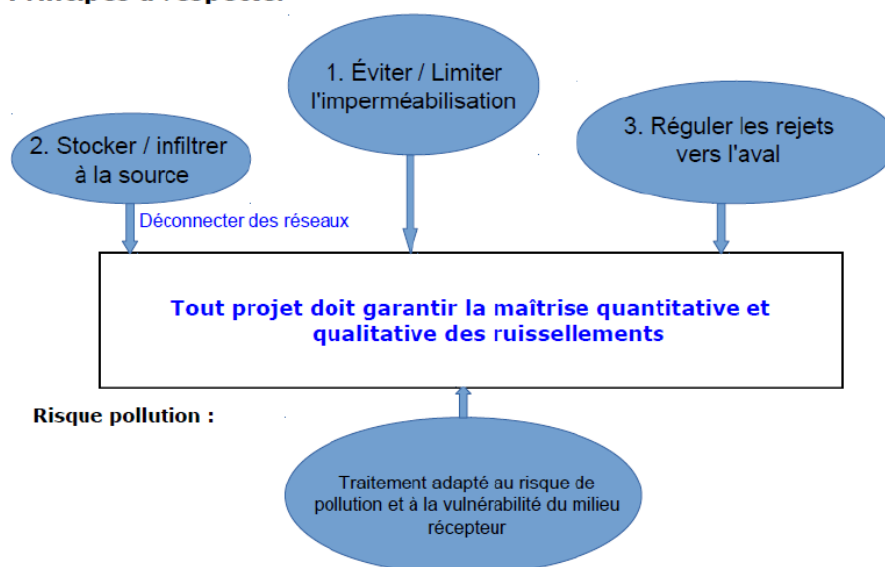 1. Éviter / Limiter
l'imperméabilisation
2. Stocker / infiltrer
à la source
3. Réguler les rejets
vers l'aval
Déconnecter des réseaux
Tout projet doit garantir la maîtrise quantitative et
qualitative des ruissellements
Risque pollution :
Traitement adapté au risque de
pollution et à la vulnérabilité du milieu
récepteur